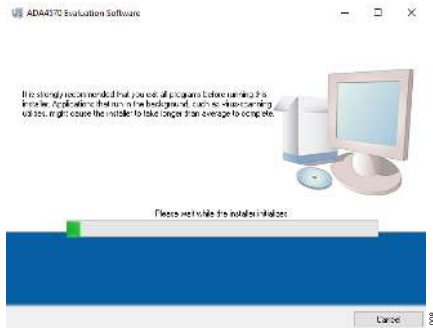 ADA4570 Evaluation Software
It is strongly recommended that you exit all programs before running this
installer. Applications that run in the background, such as virus-scanning
utilities, might cause the installer to take longer than average to complete.
Please wait while the installer initializes.
Cancel
008